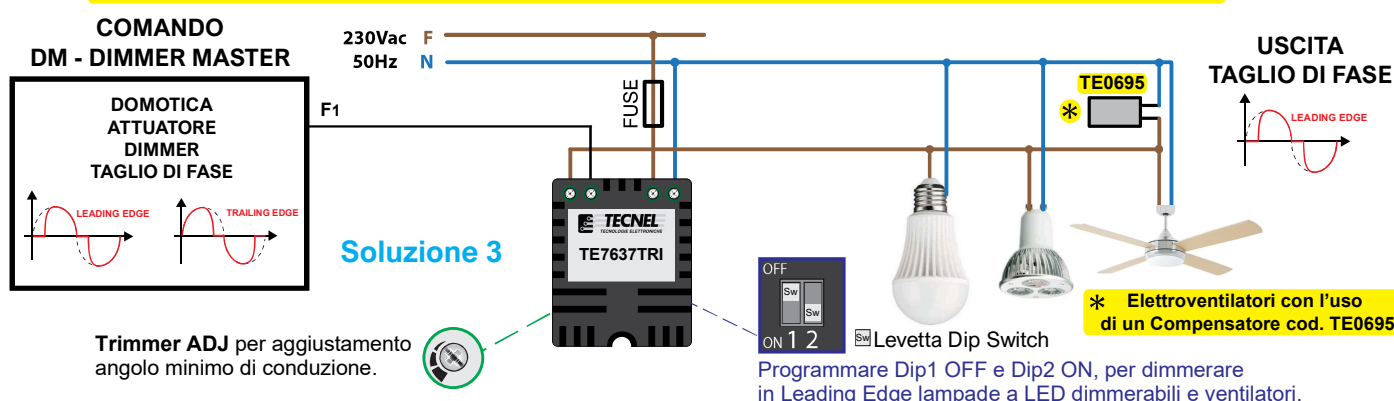 COMANDO
DM - DIMMER MASTER
DOMOTICA
ATTUATORE
DIMMER
TAGLIO DI FASE
LEADING EDGE
TRAILING EDGE
F1
230Vac F
50Hz N
FUSE
TECNEL
TECNOLOGIE ELETTRONICHE
TE7637TRI
Soluzione 3
Trimmer ADJ per aggiustamento
angolo minimo di conduzione.
OFF
Sw
Sw
ON 1 2
Sw Levetta Dip Switch
Programmare Dip1 OFF e Dip2 ON, per dimmerare
in Leading Edge lampade a LED dimmerabili e ventilatori.
TE0695
*
USCITA
TAGLIO DI FASE
LEADING EDGE
* Elettroventilatori con l'uso
di un Compensatore cod. TE0695